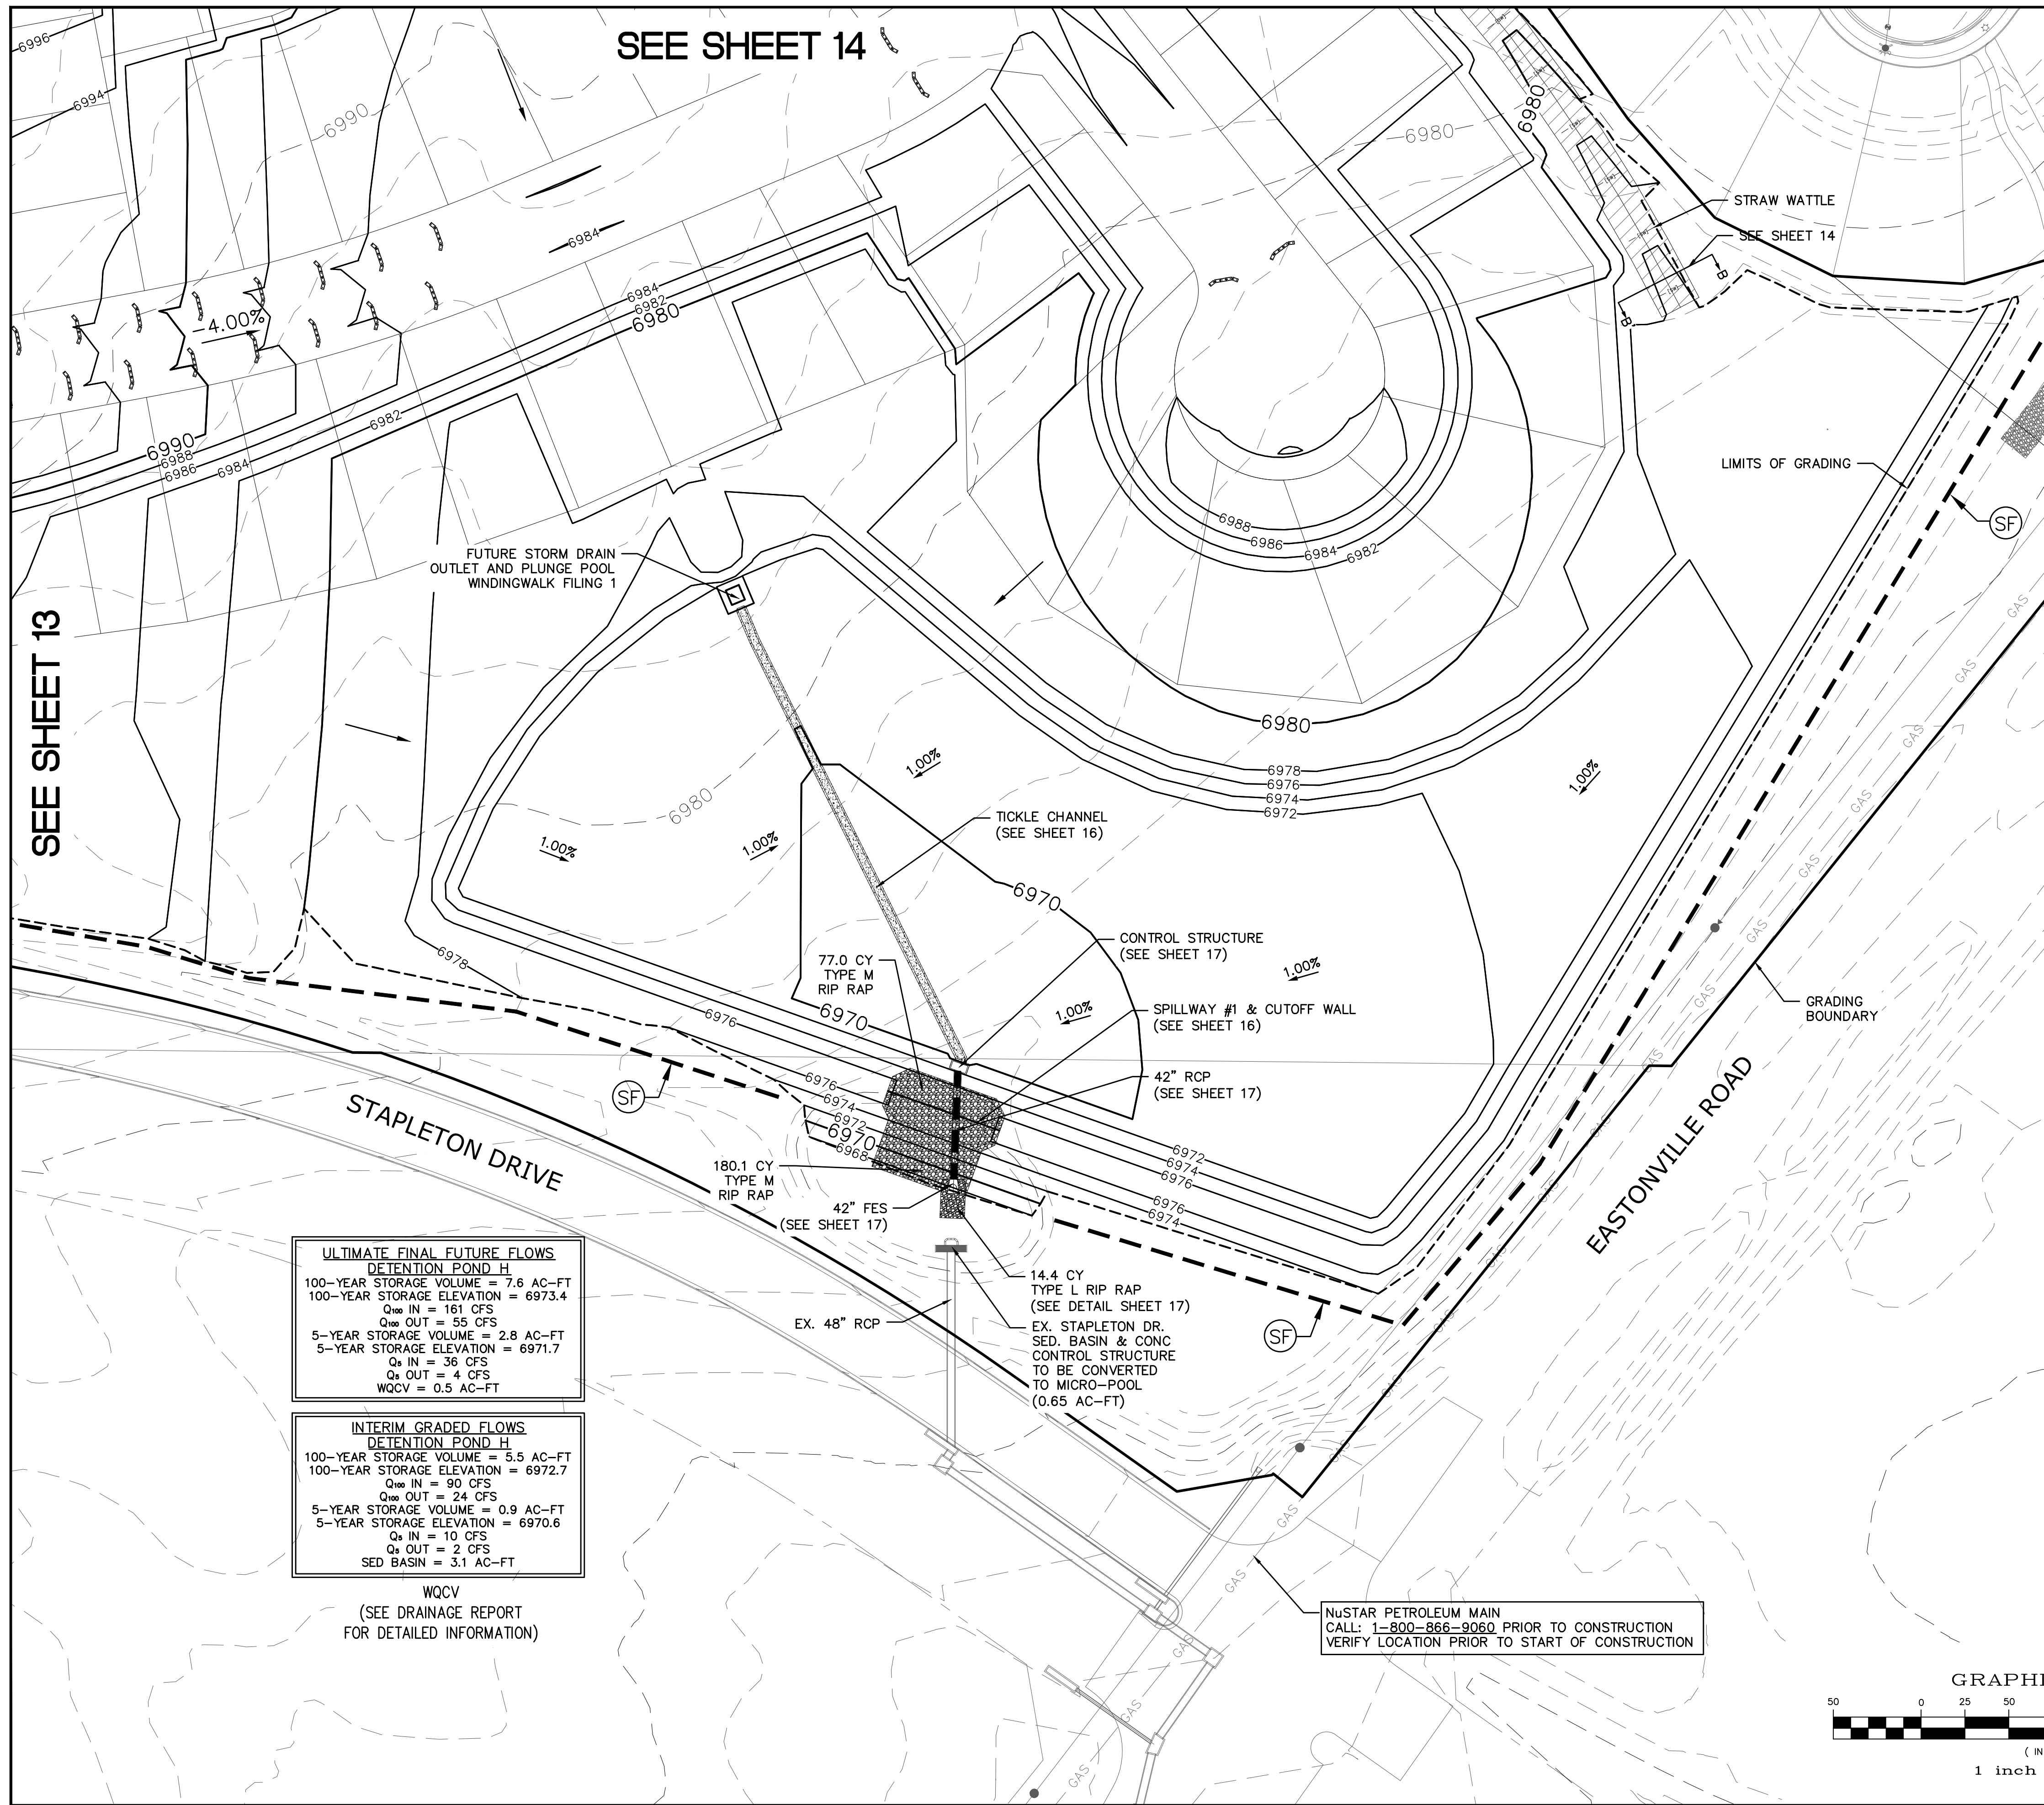 SEE SHEET 14
6996
6994
6990
6980
6980
STRAW WATTLE
SEE SHEET 14
B
B
6984
-4.00%
6984
6982
6980
6982
6990
6988
6986
6984
LIMITS OF GRADING
SF
6988
6986
6984
6982
FUTURE STORM DRAIN
OUTLET AND PLUNGE POOL
WINDINGWALK FILING 1
SEE SHEET 13
GAS
GAS
GAS
GAS
GAS
GAS
GAS
GAS
6980
6978
6976
6974
6972
1.00%
1.00%
6980
TICKLE CHANNEL
(SEE SHEET 16)
1.00%
1.00%
6970
CONTROL STRUCTURE
(SEE SHEET 17)
77.0 CY
TYPE M
RIP RAP
6978
1.00%
1.00%
SPILLWAY #1 & CUTOFF WALL
(SEE SHEET 16)
GRADING
BOUNDARY
6970
6976
42" RCP
(SEE SHEET 17)
SF
STAPLETON DRIVE
EASTONVILLE ROAD
6976
6974
6972
6970
6968
6972
6974
6976
6976
6974
180.1 CY
TYPE M
RIP RAP
42" FES
(SEE SHEET 17)
14.4 CY
TYPE L RIP RAP
(SEE DETAIL SHEET 17)
EX. 48" RCP
EX. STAPLETON DR.
SED. BASIN & CONC
CONTROL STRUCTURE
TO BE CONVERTED
TO MICRO-POOL
(0.65 AC-FT)
SF
ULTIMATE FINAL FUTURE FLOWS
DETENTION POND H
100-YEAR STORAGE VOLUME = 7.6 AC-FT
100-YEAR STORAGE ELEVATION = 6973.4
Q100 IN = 161 CFS
Q100 OUT = 55 CFS
5-YEAR STORAGE VOLUME = 2.8 AC-FT
5-YEAR STORAGE ELEVATION = 6971.7
Q5 IN = 36 CFS
Q5 OUT = 4 CFS
WQCV = 0.5 AC-FT
INTERIM GRADED FLOWS
DETENTION POND H
100-YEAR STORAGE VOLUME = 5.5 AC-FT
100-YEAR STORAGE ELEVATION = 6972.7
Q100 IN = 90 CFS
Q100 OUT = 24 CFS
5-YEAR STORAGE VOLUME = 0.9 AC-FT
5-YEAR STORAGE ELEVATION = 6970.6
Q5 IN = 10 CFS
Q5 OUT = 2 CFS
SED BASIN = 3.1 AC-FT
WQCV
(SEE DRAINAGE REPORT
FOR DETAILED INFORMATION)
GAS
GAS
GAS
GAS
GAS
NuSTAR PETROLEUM MAIN
CALL: 1-800-866-9060 PRIOR TO CONSTRUCTION
VERIFY LOCATION PRIOR TO START OF CONSTRUCTION
GRAPHI
50 0 25 50
( IN
1 inch